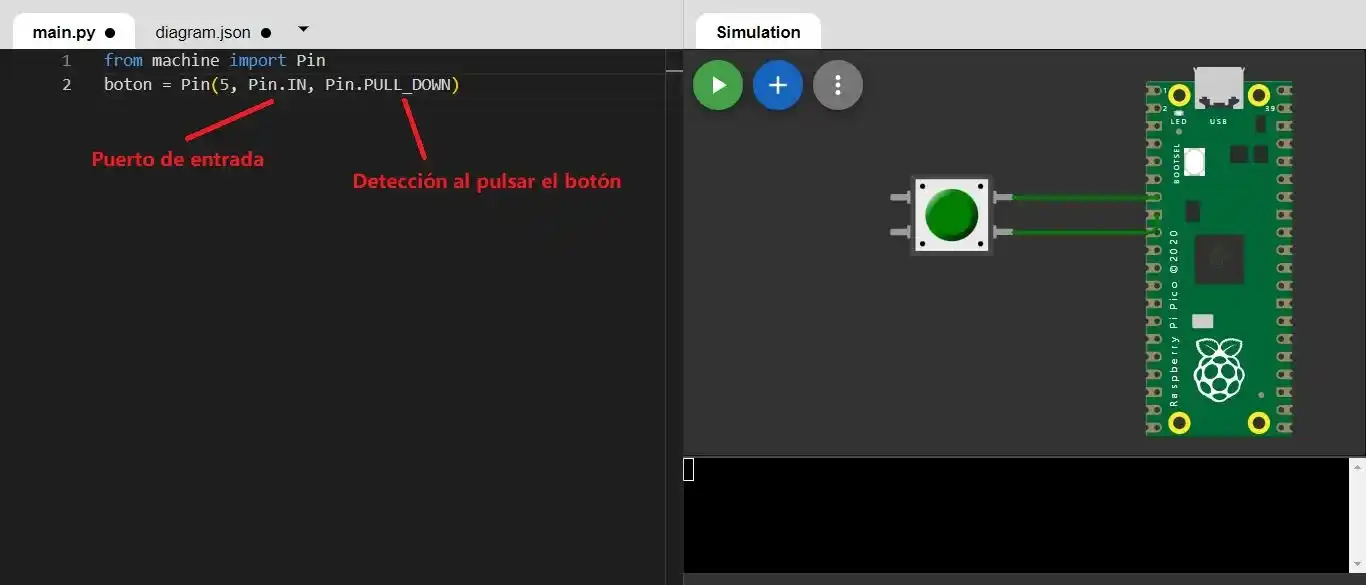 main.py
diagram.json
Simulation
1 from machine import Pin
2 boton = Pin(5, Pin.IN, Pin.PULL_DOWN)
Puerto de entrada
Detección al pulsar el botón
1
2
39
LED
USB
BOOTSEL
Raspberry Pi Pico ©2020